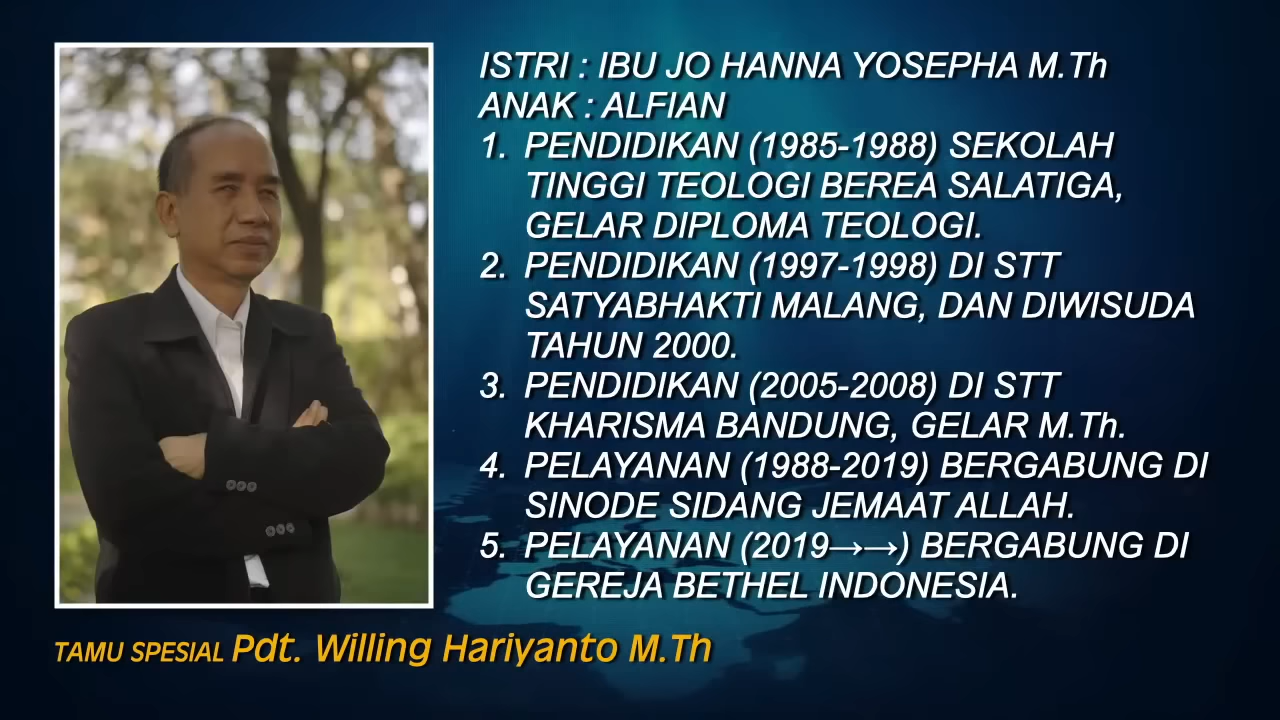 ISTRI : IBU JO HANNA YOSEPHA M.Th
ANAK : ALFIAN
1. PENDIDIKAN (1985-1988) SEKOLAH
TINGGI TEOLOGI BEREA SALATIGA,
GELAR DIPLOMA TEOLOGI.
2. PENDIDIKAN (1997-1998) DI STT
SATYABHAKTI MALANG, DAN DIWISUDA
TAHUN 2000.
3. PENDIDIKAN (2005-2008) DI STT
KHARISMA BANDUNG, GELAR M.Th.
4. PELAYANAN (1988-2019) BERGABUNG DI
SINODE SIDANG JEMAAT ALLAH.
5. PELAYANAN (2019→→) BERGABUNG DI
GEREJA BETHEL INDONESIA.
TAMU SPESIAL Pdt. Willing Hariyanto M.Th